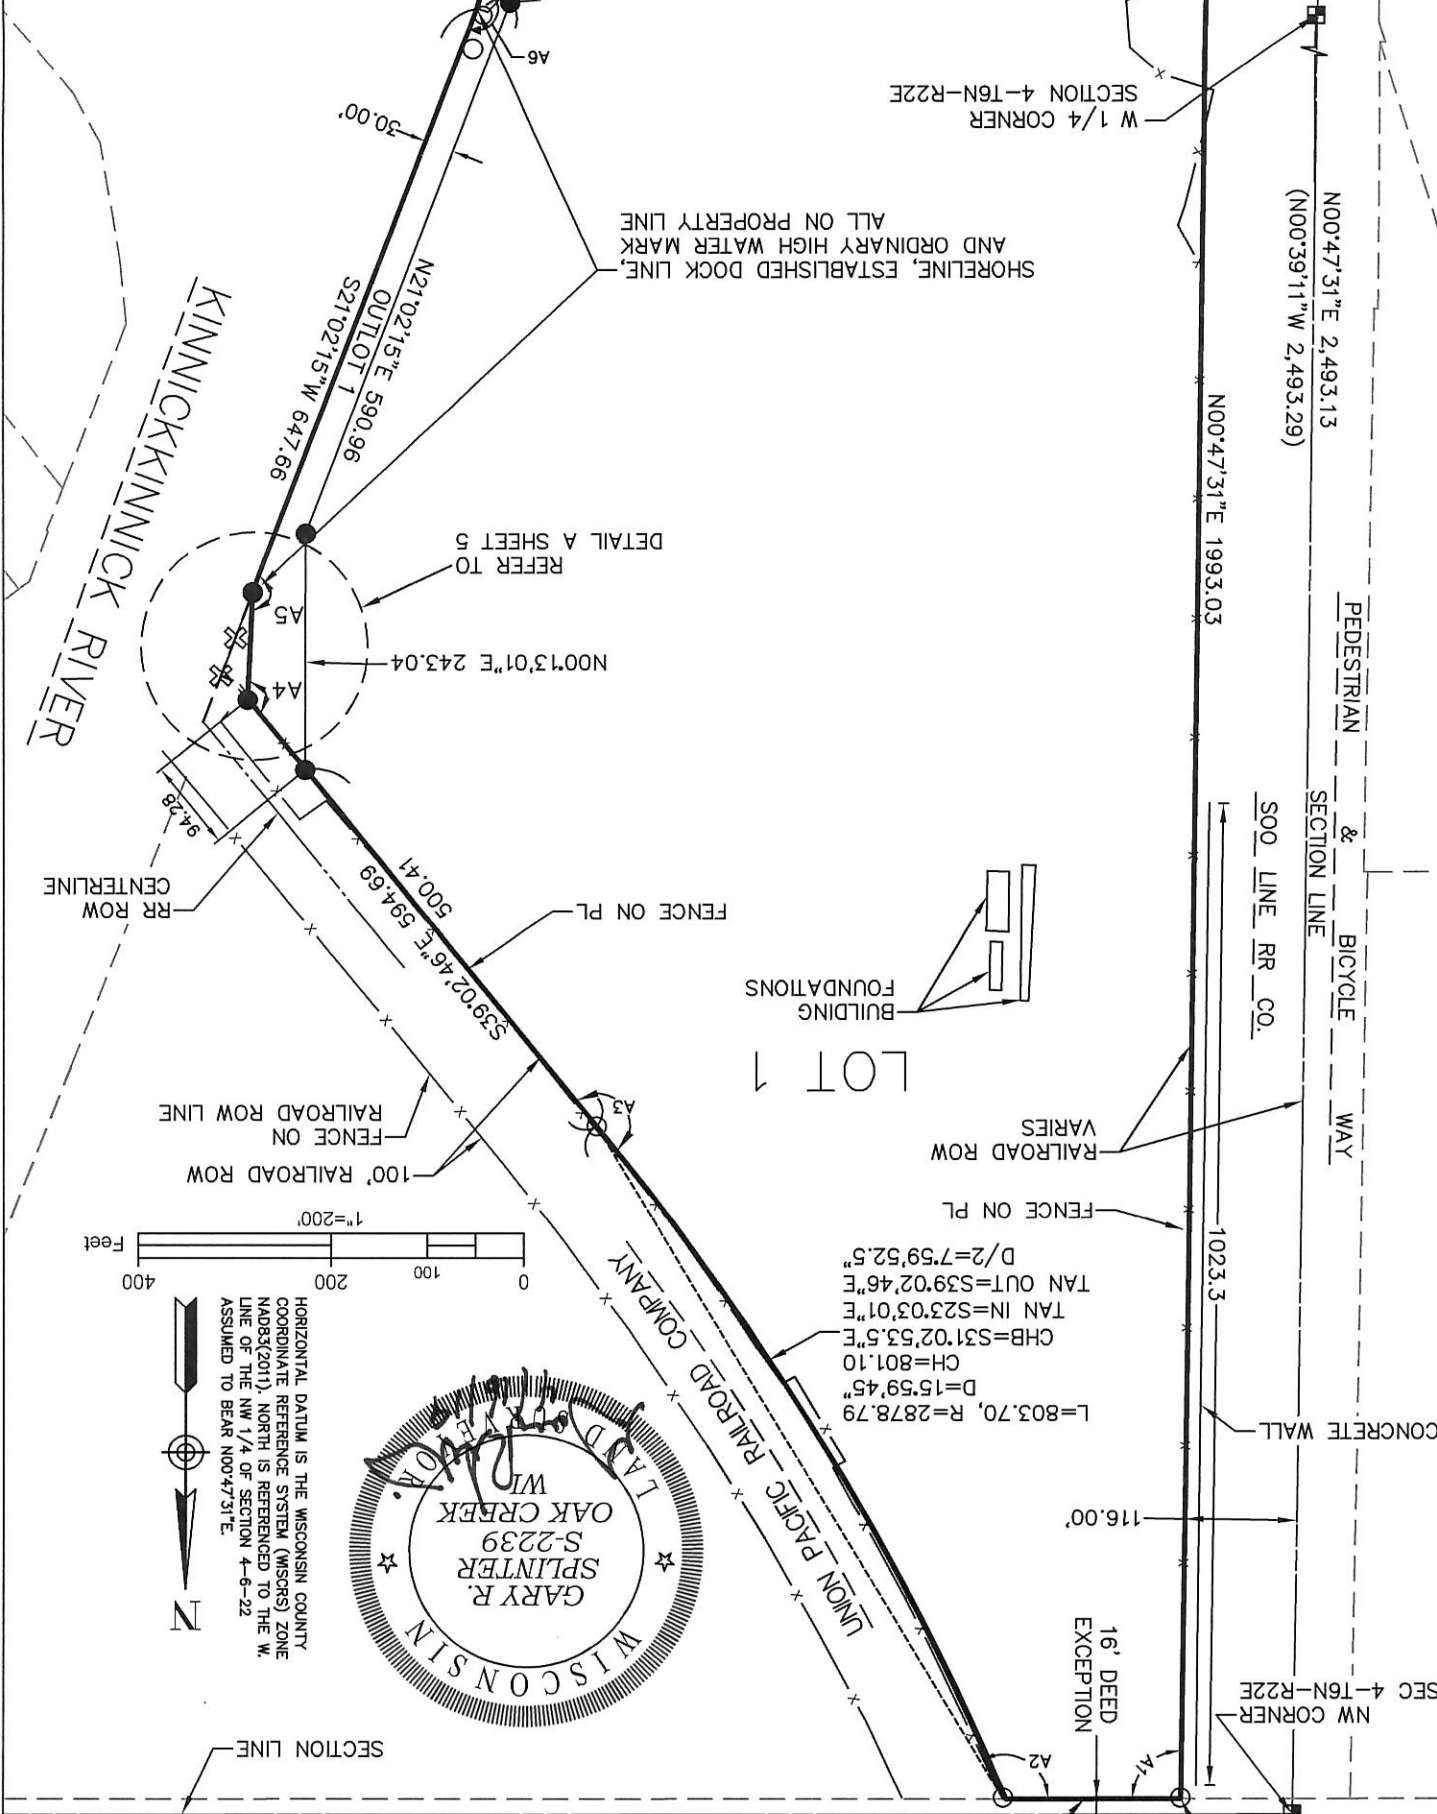 SECTION LINE
NW CORNER
SEC 4-T6N-R22E
16' DEED
EXCEPTION
A1
A2
116.00'
CONCRETE WALL
1023.3
WISCONSIN
GARY R.
SPLINTER
S-2239
OAK CREEK
WI
LAND SURVEYOR
N
HORIZONTAL DATUM IS THE WISCONSIN COUNTY
COORDINATE REFERENCE SYSTEM (WISCRS) ZONE
NAD83(2011). NORTH IS REFERENCED TO THE W.
LINE OF THE NW 1/4 OF SECTION 4-6-22
ASSUMED TO BEAR N00°47'31"E.
0 100 200 400
Feet
1"=200'
UNION PACIFIC RAILROAD COMPANY
L=803.70, R=2878.79
D=15°59'45"
CH=801.10
CHB=S31°02'53.5"E
TAN IN=S23°03'01"E
TAN OUT=S39°02'46"E
D/2=7°59'52.5"
FENCE ON PL
RAILROAD ROW
VARIES
100' RAILROAD ROW
FENCE ON
RAILROAD ROW LINE
A3
LOT 1
BUILDING
FOUNDATIONS
PEDESTRIAN & BICYCLE WAY
SECTION LINE
SOO LINE RR CO.
FENCE ON PL
S39°02'46"E 594.69
500.41
RR ROW
CENTERLINE
94.28
A4
N00°13'01"E 243.04
A5
REFER TO
DETAIL A SHEET 5
KINNICKKINNICK RIVER
N00°47'31"E 1993.03
S21°02'15"W 647.66
OUTLOT 1
N21°02'15"E 590.96
SHORELINE, ESTABLISHED DOCK LINE,
AND ORDINARY HIGH WATER MARK
ALL ON PROPERTY LINE
N00°47'31"E 2,493.13
(N00°39'11"W 2,493.29)
30.00'
W 1/4 CORNER
SECTION 4-T6N-R22E
A6